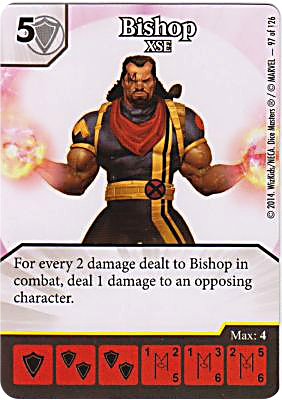 5
Bishop
XSE
© 2014. WizKids/NECA. Dice Masters ® / © & ™ MARVEL — 97 of 126
For every 2 damage dealt to Bishop in
combat, deal 1 damage to an opposing
character.
Max: 4
1 2 6
1 3 6
2 5 6